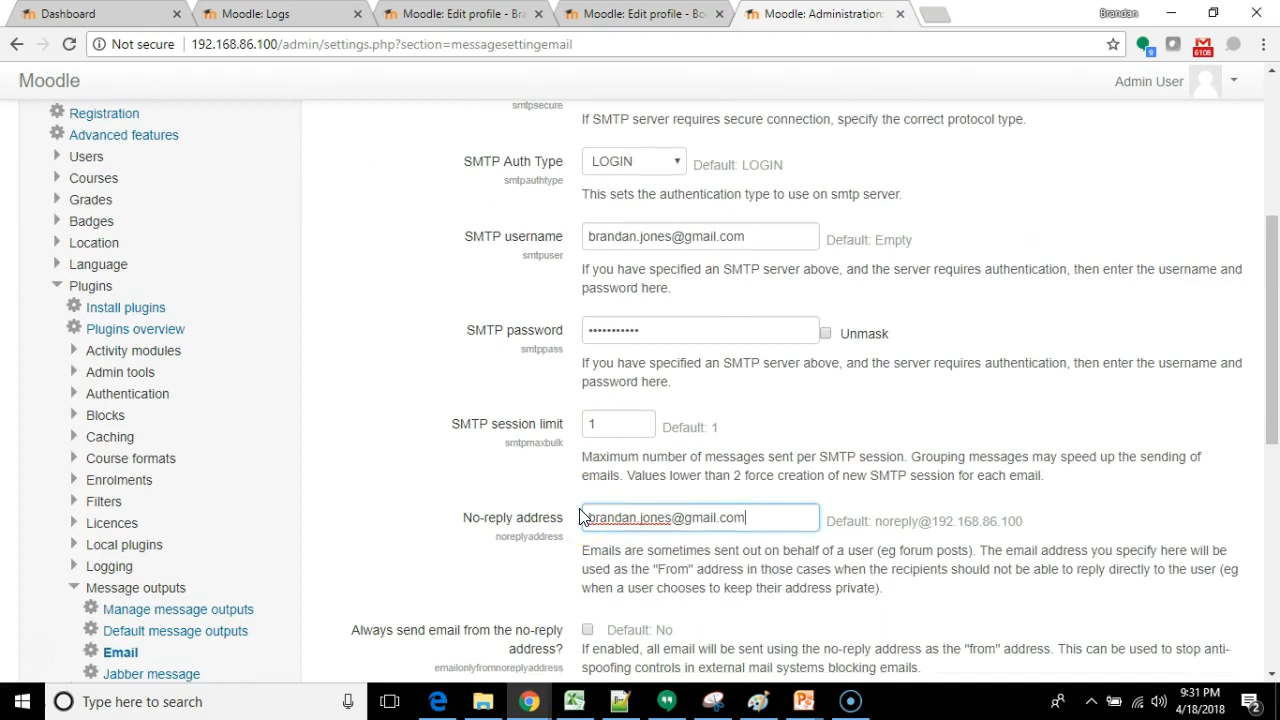 Dashboard
Moodle: Logs
Moodle: Edit profile - Bra
Moodle: Edit profile - Bo
Moodle: Administration:
Brandan
Not secure
192.168.86.100/admin/settings.php?section=messagesettingemail
9
6108
Moodle
Admin User
Registration
Advanced features
Users
Courses
Grades
Badges
Location
Language
Plugins
Install plugins
Plugins overview
Activity modules
Admin tools
Authentication
Blocks
Caching
Course formats
Enrolments
Filters
Licences
Local plugins
Logging
Message outputs
Manage message outputs
Default message outputs
Email
Jabber message
smtpsecure
If SMTP server requires secure connection, specify the correct protocol type.
SMTP Auth Type
smtpauthtype
LOGIN
Default: LOGIN
This sets the authentication type to use on smtp server.
SMTP username
smtpuser
brandan.jones@gmail.com
Default: Empty
If you have specified an SMTP server above, and the server requires authentication, then enter the username and
password here.
SMTP password
smtppass
•••••••••••
Unmask
If you have specified an SMTP server above, and the server requires authentication, then enter the username and
password here.
SMTP session limit
smtpmaxbulk
1
Default: 1
Maximum number of messages sent per SMTP session. Grouping messages may speed up the sending of
emails. Values lower than 2 force creation of new SMTP session for each email.
No-reply address
noreplyaddress
brandan.jones@gmail.com
Default: noreply@192.168.86.100
Emails are sometimes sent out on behalf of a user (eg forum posts). The email address you specify here will be
used as the "From" address in those cases when the recipients should not be able to reply directly to the user (eg
when a user chooses to keep their address private).
Always send email from the no-reply
address?
emailonlyfromnoreplyaddress
Default: No
If enabled, all email will be sent using the no-reply address as the "from" address. This can be used to stop anti-
spoofing controls in external mail systems blocking emails.
Type here to search
9:31 PM
4/18/2018
2